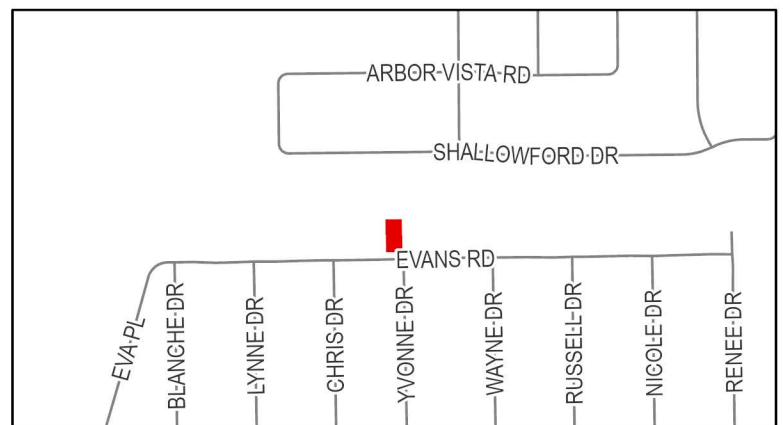 ARBOR VISTA RD
SHALLOWFORD DR
EVANS RD
EVA PL
BLANCHE DR
LYNNE DR
CHRIS DR
YVONNE DR
WAYNE DR
RUSSELL DR
NICOLE DR
RENEE DR